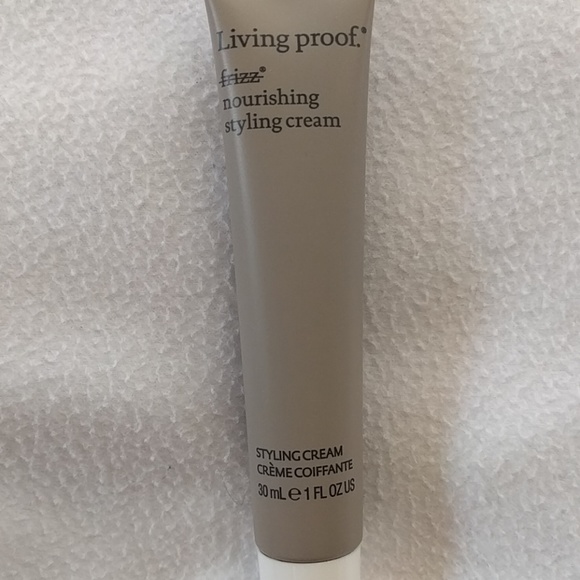 Living proof.®
frizz®
nourishing
styling cream
STYLING CREAM
CRÈME COIFFANTE
30 mL e 1 FL OZ US